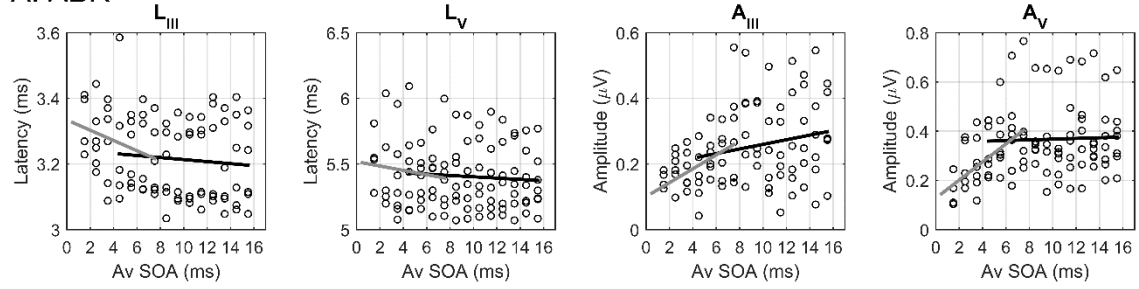 L_III
3.6
3.4
3.2
3
Latency (ms)
0 2 4 6 8 10 12 14 16
Av SOA (ms)
L_V
6
5.5
5
Latency (ms)
0 2 4 6 8 10 12 14 16
Av SOA (ms)
A_III
0.6
0.4
0.2
0
Amplitude (μV)
0 2 4 6 8 10 12 14 16
Av SOA (ms)
A_V
0.8
0.6
0.4
0.2
0
Amplitude (μV)
0 2 4 6 8 10 12 14 16
Av SOA (ms)